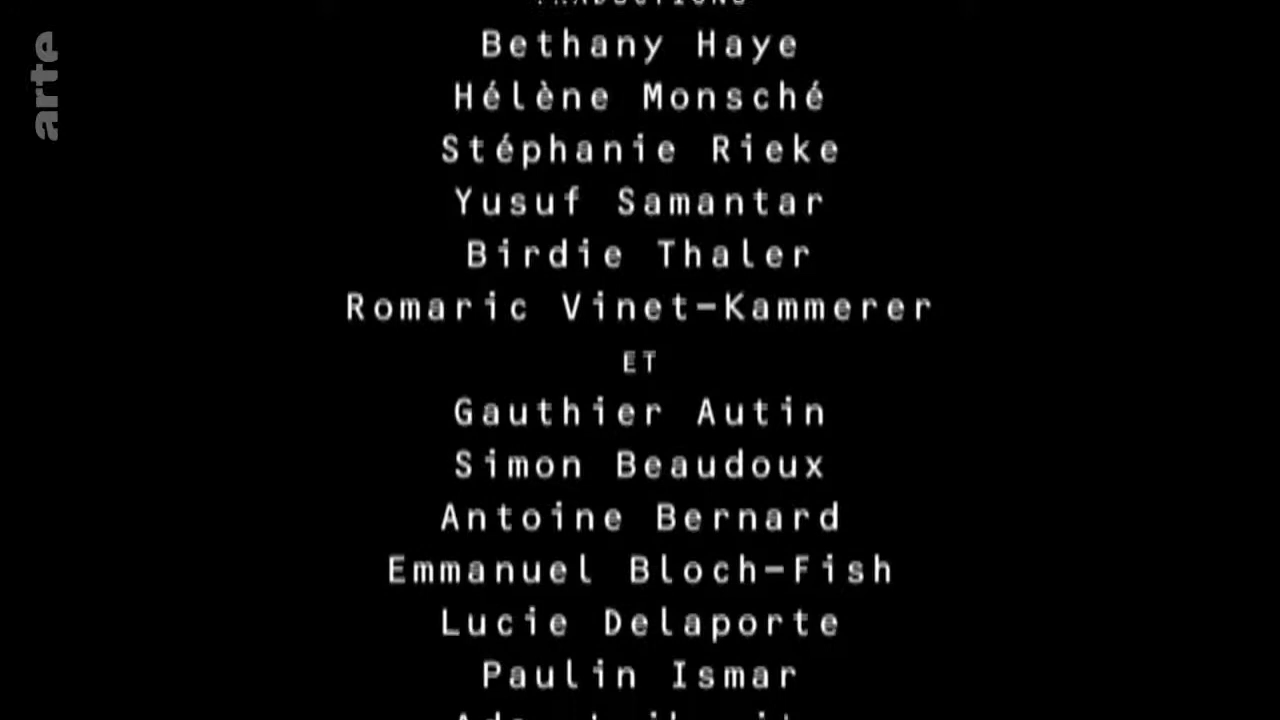 arte
TRADUCTIONS
Bethany Haye
Hélène Monsché
Stéphanie Rieke
Yusuf Samantar
Birdie Thaler
Romaric Vinet-Kammerer
ET
Gauthier Autin
Simon Beaudoux
Antoine Bernard
Emmanuel Bloch-Fish
Lucie Delaporte
Paulin Ismar